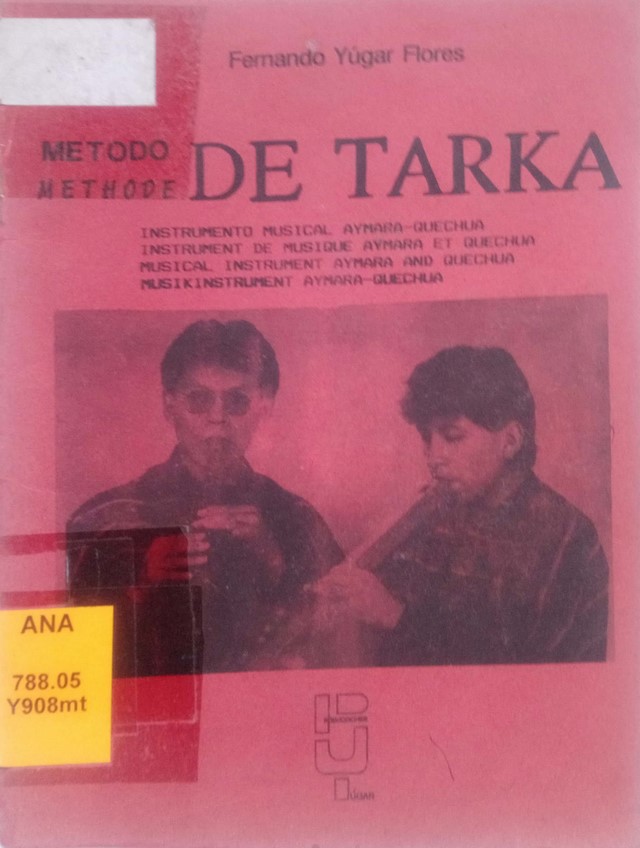 Fernando Yúgar Flores
METODO
METHODE
DE TARKA
INSTRUMENTO MUSICAL AYMARA-QUECHUA
INSTRUMENT DE MUSIQUE AYMARA ET QUECHUA
MUSICAL INSTRUMENT AYMARA AND QUECHUA
MUSIKINSTRUMENT AYMARA-QUECHUA
ANA
788.05
Y908mt
ÚGAR